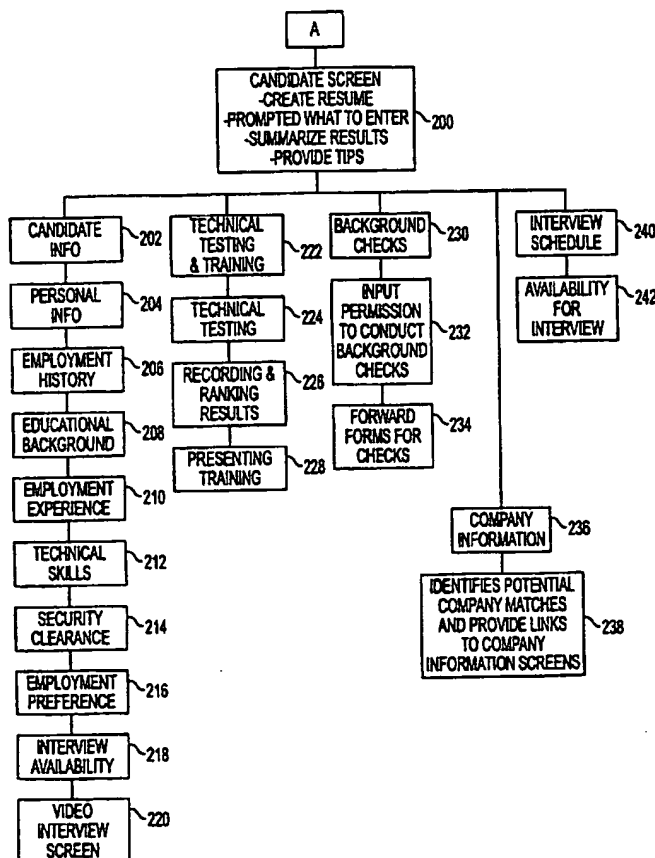 A
CANDIDATE SCREEN
-CREATE RESUME
-PROMPTED WHAT TO ENTER
-SUMMARIZE RESULTS
-PROVIDE TIPS
200
CANDIDATE
INFO
202
PERSONAL
INFO
204
EMPLOYMENT
HISTORY
206
EDUCATIONAL
BACKGROUND
208
EMPLOYMENT
EXPERIENCE
210
TECHNICAL
SKILLS
212
SECURITY
CLEARANCE
214
EMPLOYMENT
PREFERENCE
216
INTERVIEW
AVAILABILITY
218
VIDEO
INTERVIEW
SCREEN
220
TECHNICAL
TESTING
& TRAINING
222
TECHNICAL
TESTING
224
RECORDING &
RANKING
RESULTS
226
PRESENTING
TRAINING
228
BACKGROUND
CHECKS
230
INPUT
PERMISSION
TO CONDUCT
BACKGROUND
CHECKS
232
FORWARD
FORMS FOR
CHECKS
234
COMPANY
INFORMATION
236
IDENTIFIES POTENTIAL
COMPANY MATCHES
AND PROVIDE LINKS
TO COMPANY
INFORMATION SCREENS
238
INTERVIEW
SCHEDULE
240
AVAILABILITY
FOR
INTERVIEW
242